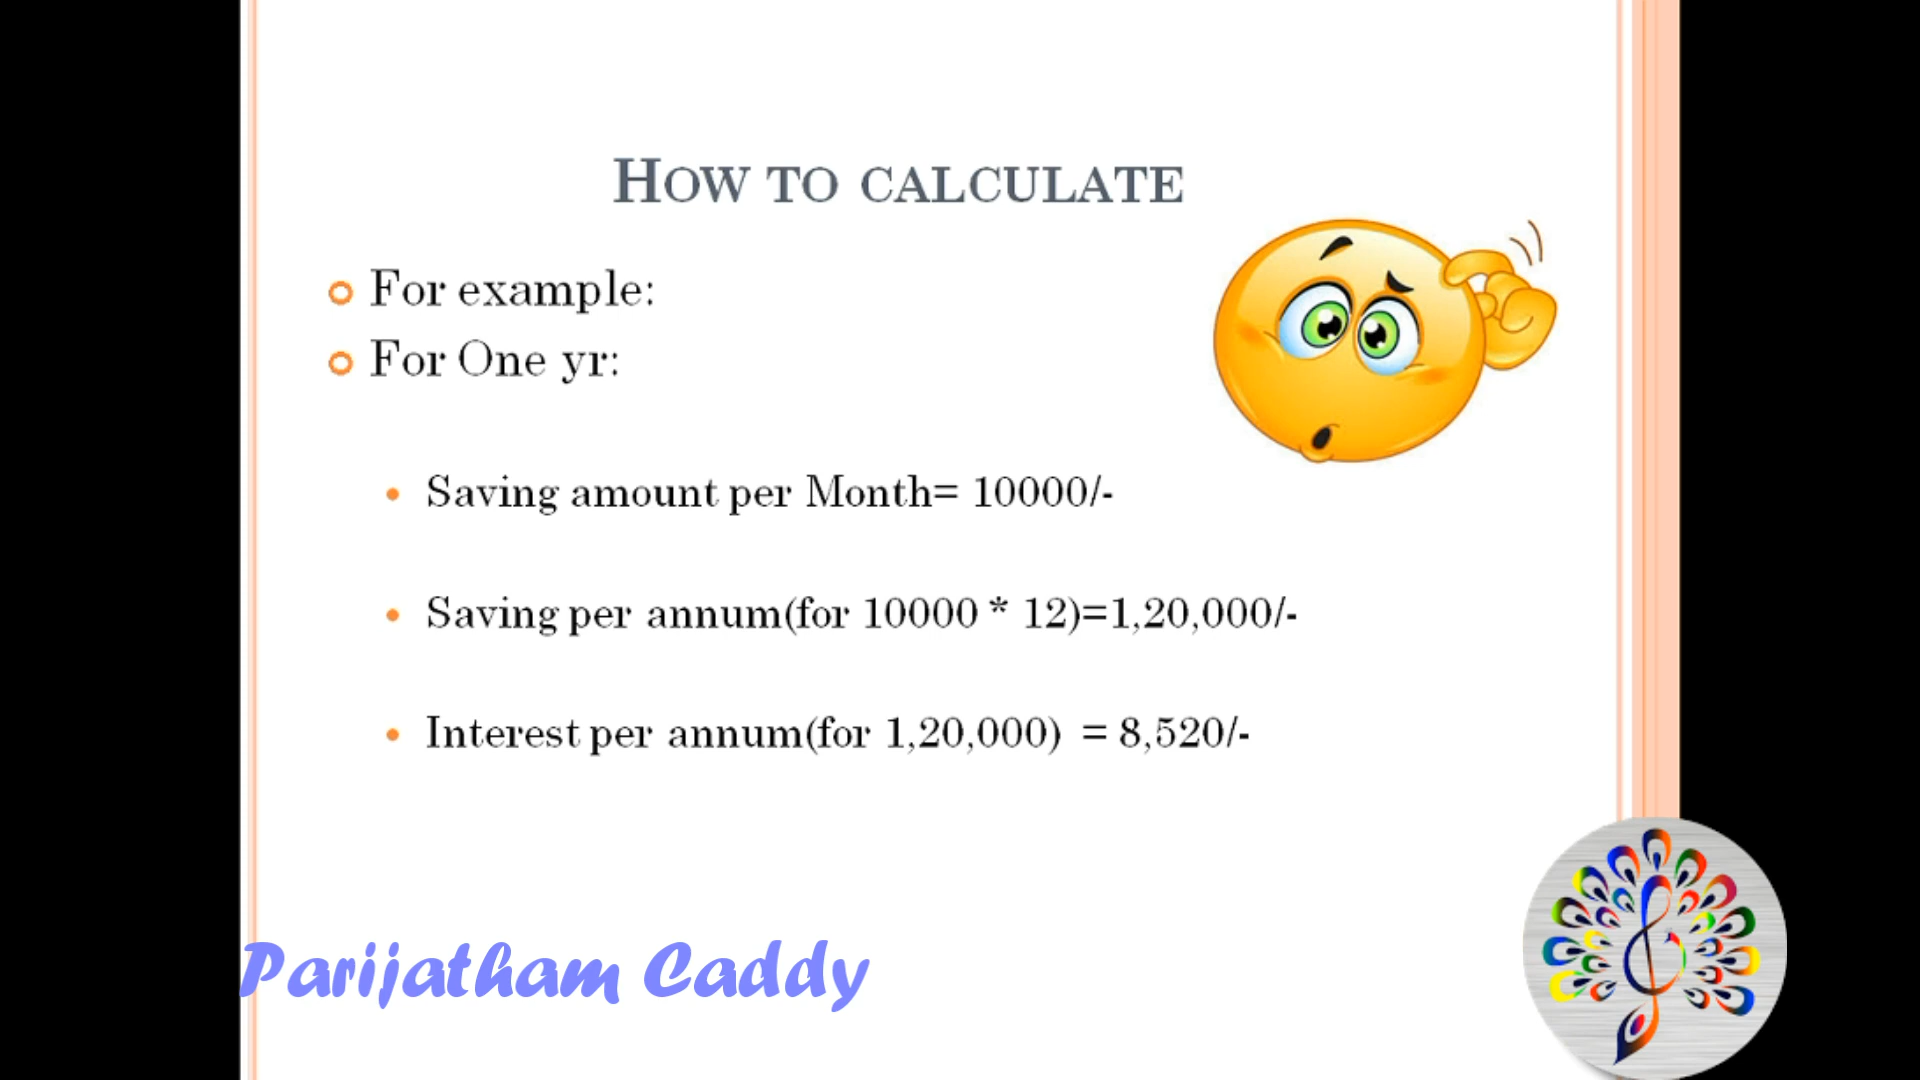 How to calculate
For example:
For One yr:
Saving amount per Month= 10000/-
Saving per annum(for 10000 * 12)=1,20,000/-
Interest per annum(for 1,20,000) = 8,520/-
Parijatham Caddy